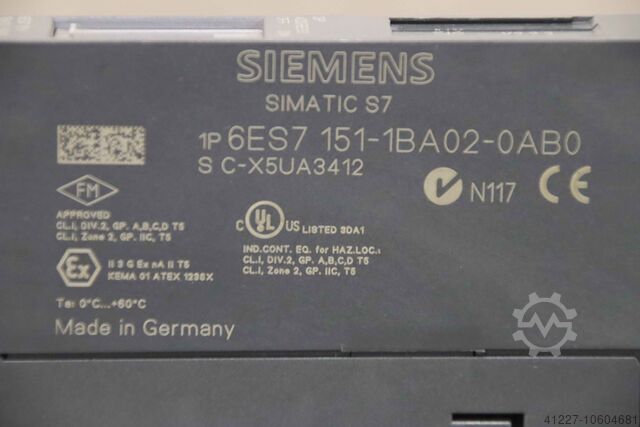 SIEMENS
SIMATIC S7
1P 6ES7 151-1BA02-0AB0
S C-X5UA3412
N117 CE
FM
APPROVED
CL.I, DIV.2, GP. A,B,C,D T5
CL.I, Zone 2, GP. IIC, T5
C UL US LISTED 3DA1
IND.CONT. EQ. for HAZ.LOC.:
CL.I, DIV.2, GP. A,B,C,D T5
CL.I, Zone 2, GP. IIC, T5
Ex II 3 G Ex nA II T5
KEMA 01 ATEX 1238X
Ta: 0°C...+60°C
Made in Germany
41227-10604681